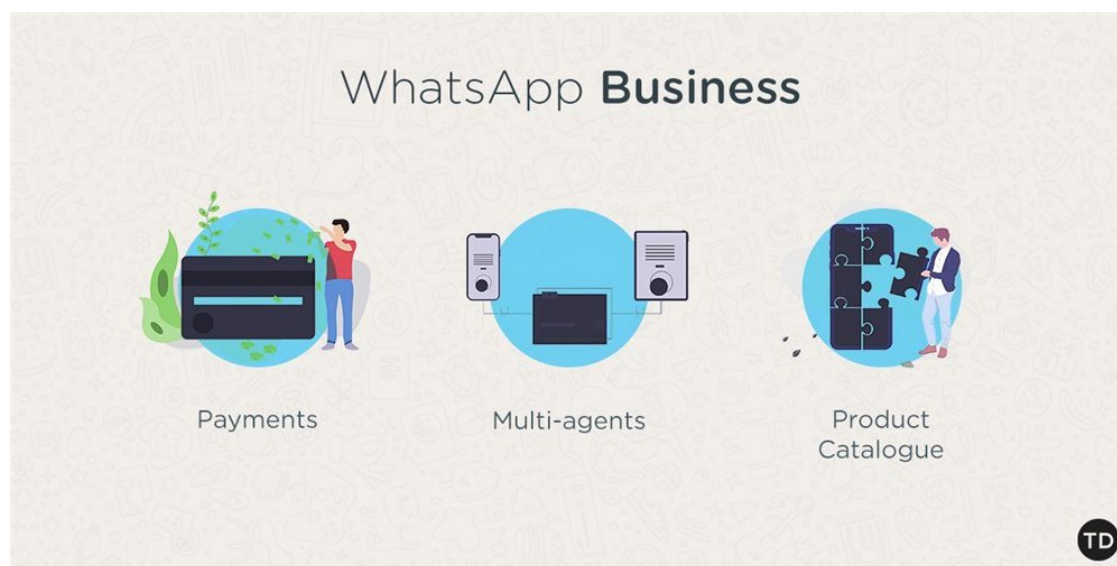 WhatsApp Business
Payments
Multi-agents
Product
Catalogue
TD